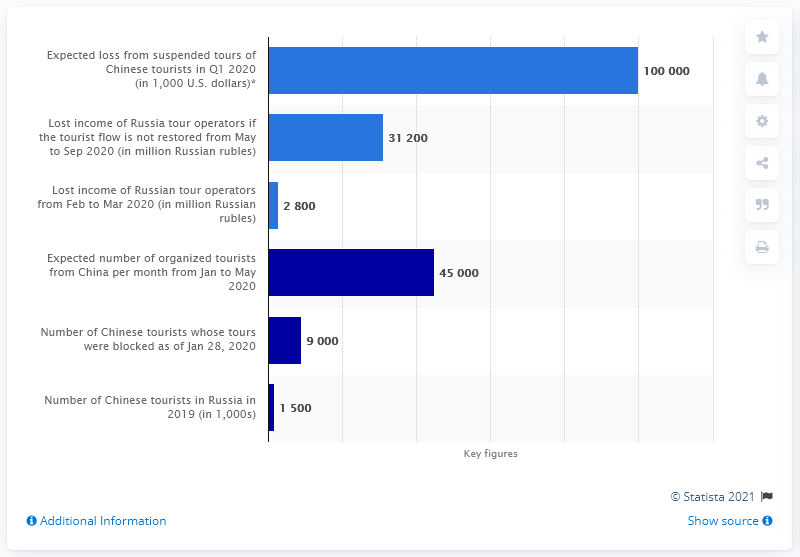 Expected loss from suspended tours of
Chinese tourists in Q1 2020
(in 1,000 U.S. dollars)*
100 000
Lost income of Russia tour operators if
the tourist flow is not restored from May
to Sep 2020 (in million Russian rubles)
31 200
Lost income of Russian tour operators
from Feb to Mar 2020 (in million Russian
rubles)
2 800
Expected number of organized tourists
from China per month from Jan to May
2020
45 000
Number of Chinese tourists whose tours
were blocked as of Jan 28, 2020
9 000
Number of Chinese tourists in Russia in
2019 (in 1,000s)
1 500
Key figures
© Statista 2021
Additional Information
Show source